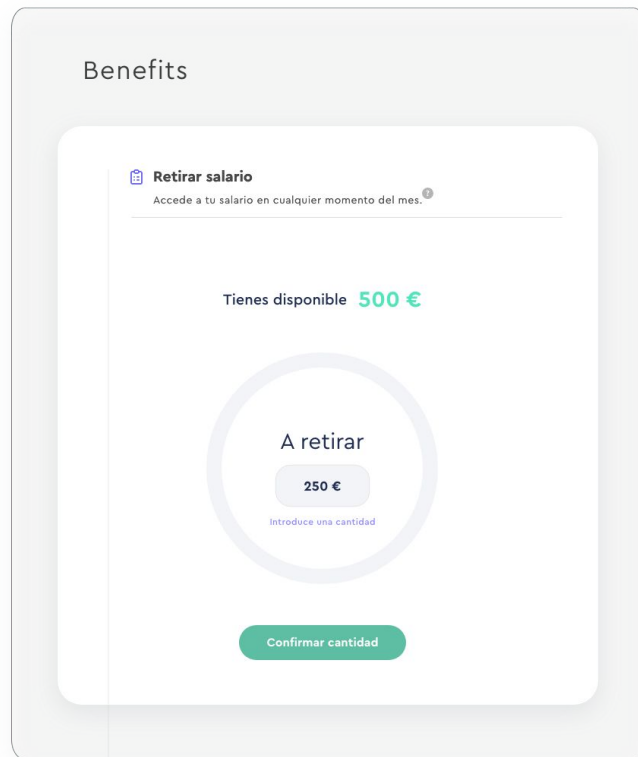 Benefits
Retirar salario
Accede a tu salario en cualquier momento del mes.
Tienes disponible 500 €
A retirar
250 €
Introduce una cantidad
Confirmar cantidad